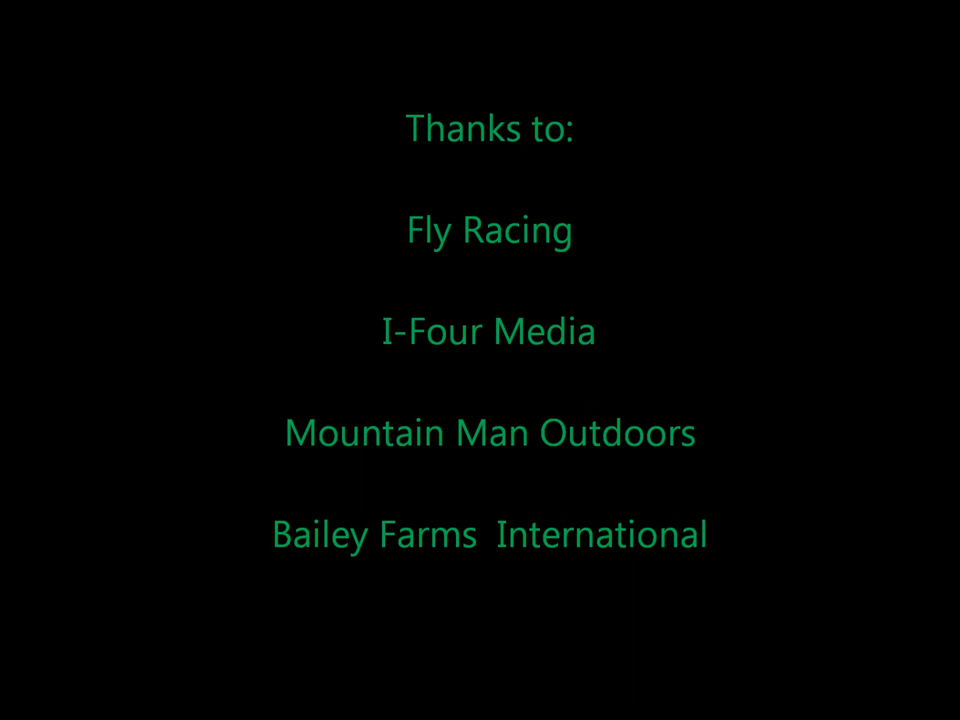 Thanks to:
Fly Racing
I-Four Media
Mountain Man Outdoors
Bailey Farms  International